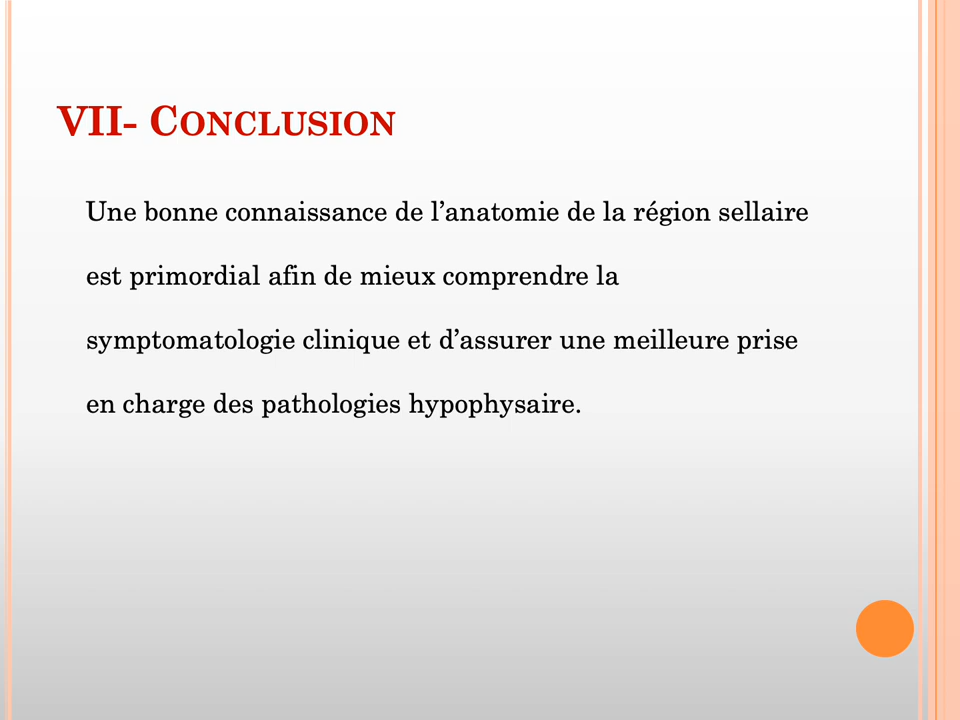 VII- CONCLUSION
Une bonne connaissance de l’anatomie de la région sellaire
est primordial afin de mieux comprendre la
symptomatologie clinique et d’assurer une meilleure prise
en charge des pathologies hypophysaire.